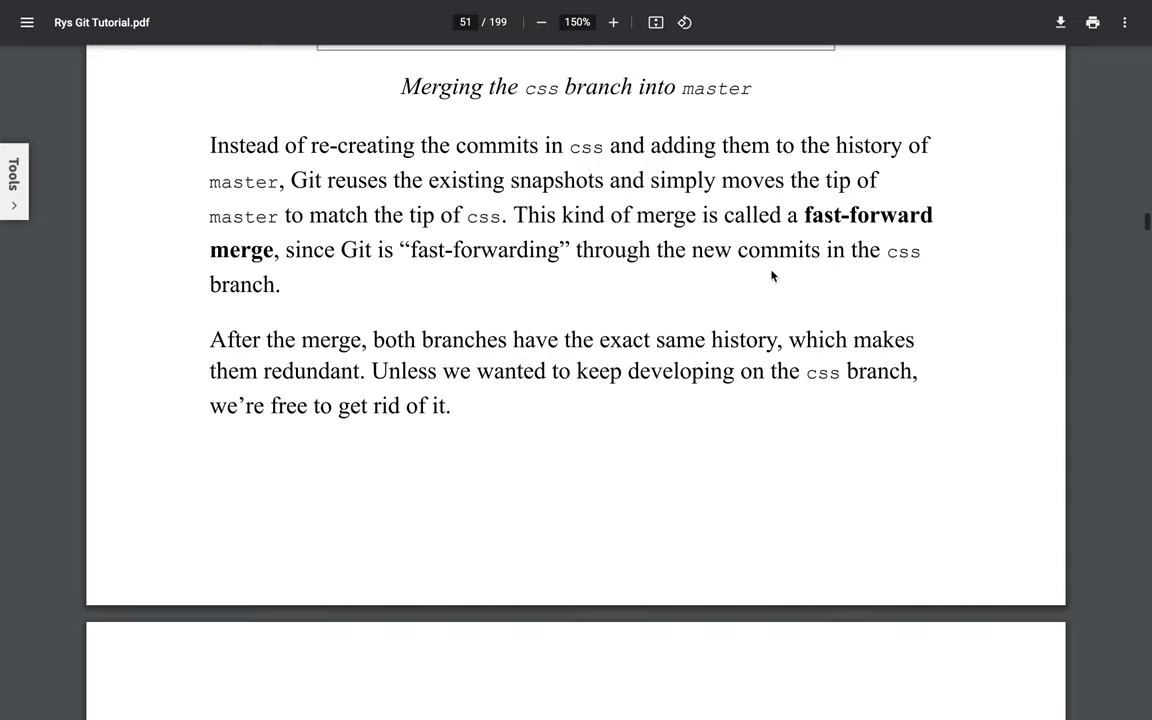 Rys Git Tutorial.pdf
51 / 199
150%
Tools
Merging the css branch into master
Instead of re-creating the commits in css and adding them to the history of
master, Git reuses the existing snapshots and simply moves the tip of
master to match the tip of css. This kind of merge is called a fast-forward
merge, since Git is “fast-forwarding” through the new commits in the css
branch.
After the merge, both branches have the exact same history, which makes
them redundant. Unless we wanted to keep developing on the css branch,
we’re free to get rid of it.